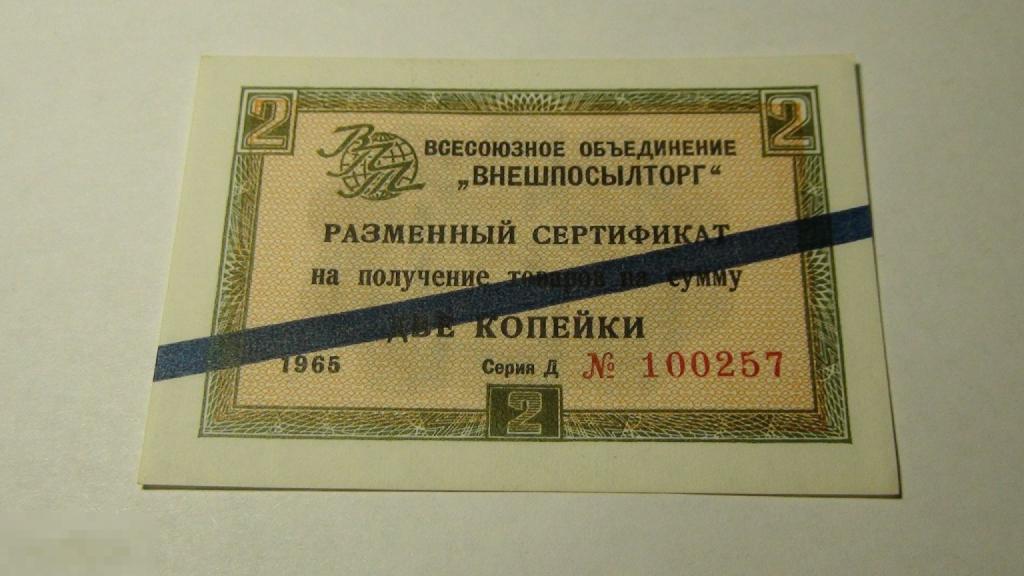 2 2
ВПТ
ВСЕСОЮЗНОЕ ОБЪЕДИНЕНИЕ
„ВНЕШПОСЫЛТОРГ“
РАЗМЕННЫЙ СЕРТИФИКАТ
на получение товаров на сумму
ДВЕ КОПЕЙКИ
1965 Серия Д № 100257
2